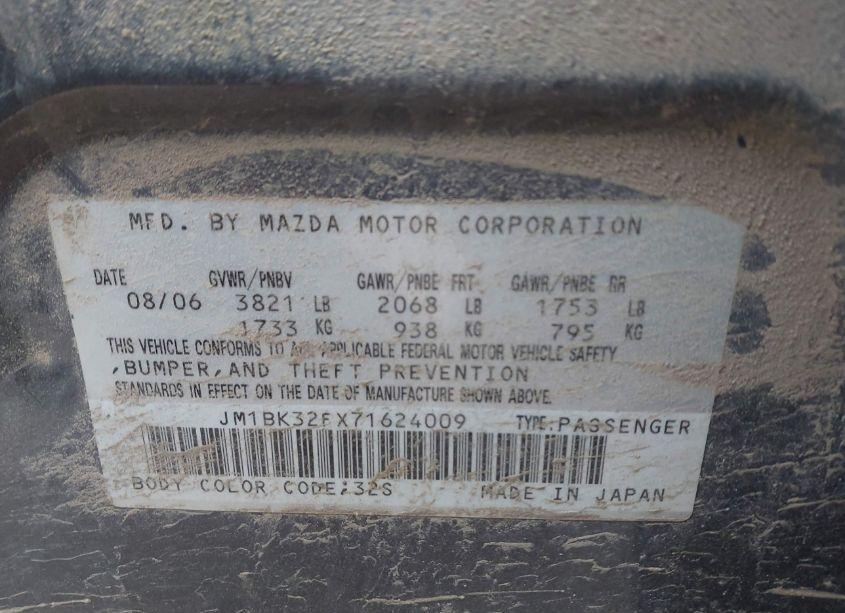 MFD. BY MAZDA MOTOR CORPORATION
DATE GVWR/PNBV GAWR/PNBE FRT GAWR/PNBE RR
08/06 3821 LB 2068 LB 1753 LB
1733 KG 938 KG 795 KG
THIS VEHICLE CONFORMS TO ALL APPLICABLE FEDERAL MOTOR VEHICLE SAFETY
,BUMPER,AND THEFT PREVENTION
STANDARDS IN EFFECT ON THE DATE OF MANUFACTURE SHOWN ABOVE.
JM1BK32FX71624009 TYPE:PASSENGER
BODY COLOR CODE:32S MADE IN JAPAN